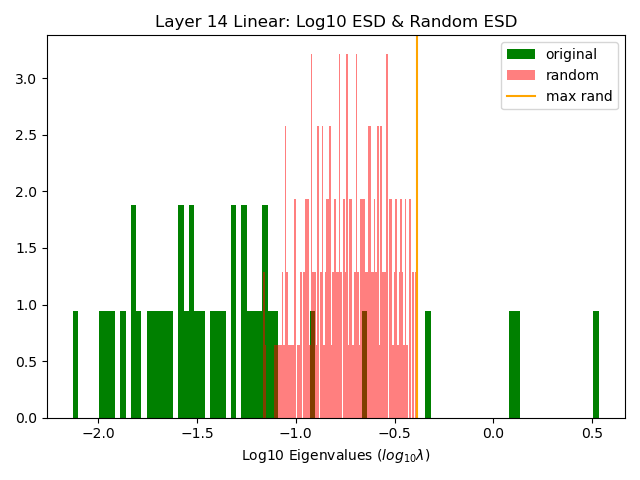 Layer 14 Linear: Log10 ESD & Random ESD
original
random
max rand
3.0
2.5
2.0
1.5
1.0
0.5
0.0
−2.0 −1.5 −1.0 −0.5 0.0 0.5
Log10 Eigenvalues (log₁₀λ)